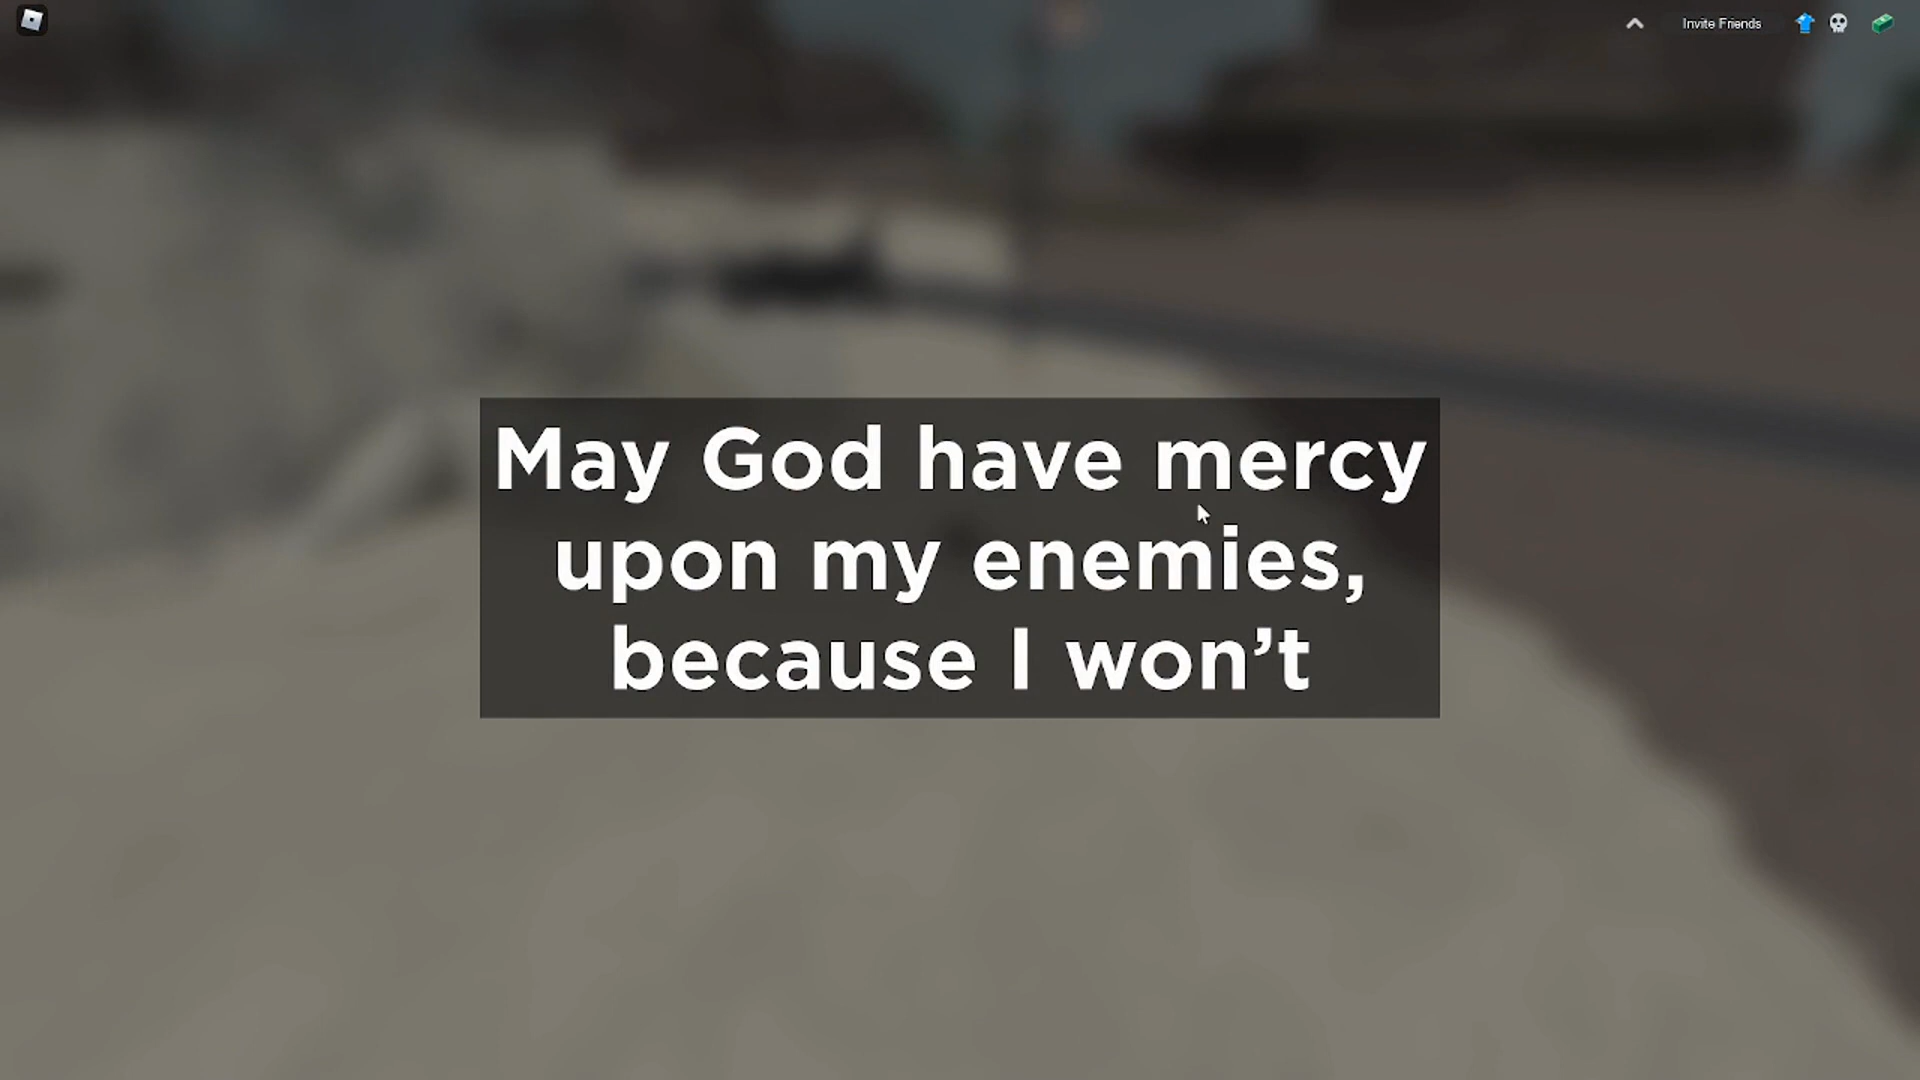 Invite Friends
May God have mercy
upon my enemies,
because I won’t